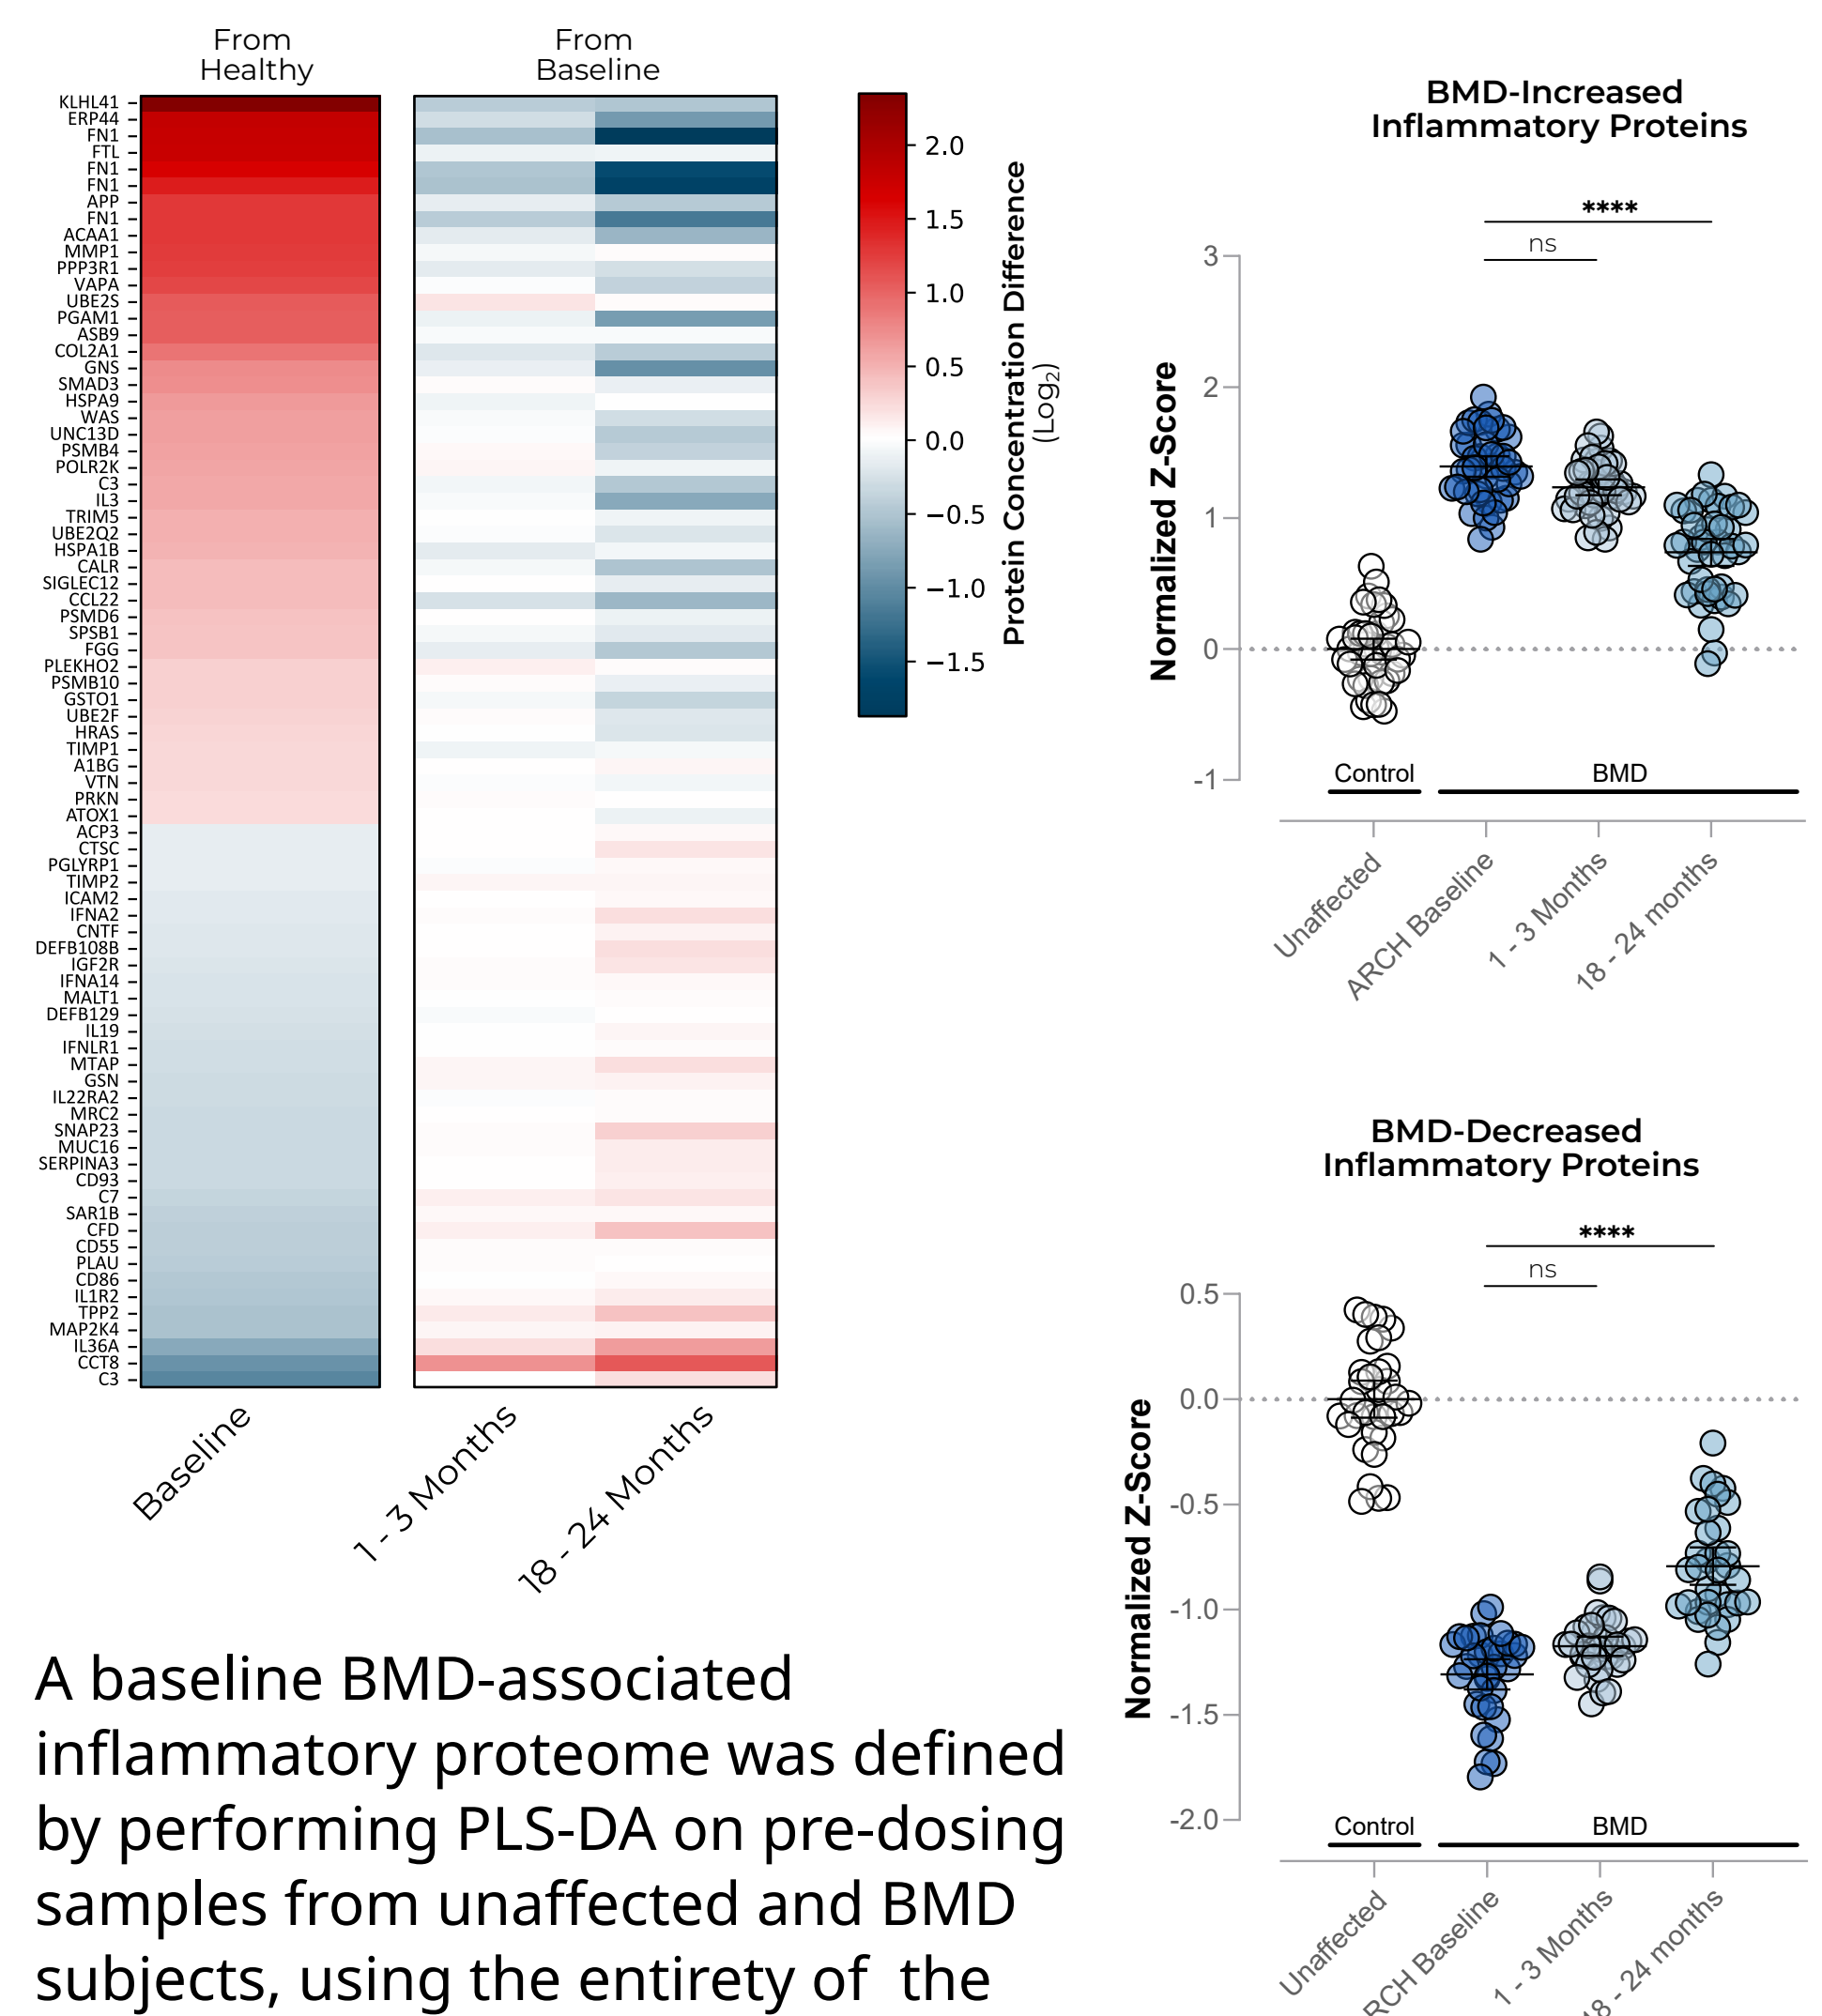 From
Healthy
From
Baseline
KLHL41
ERP44
FN1
FTL
FN1
FN1
APP
FN1
ACAA1
MMP1
PPP3R1
VAPA
UBE2S
PGAM1
ASB9
COL2A1
GNS
SMAD3
HSPA9
WAS
UNC13D
PSMB4
POLR2K
C3
IL3
TRIM5
UBE2Q2
HSPA1B
CALR
SIGLEC12
CCL22
PSMD6
SPSB1
FGG
PLEKHO2
PSMB10
GSTO1
UBE2F
HRAS
TIMP1
A1BG
VTN
PRKN
ATOX1
ACP3
CTSC
PGLYRP1
TIMP2
ICAM2
IFNA2
CNTF
DEFB108B
IGF2R
IFNA14
MALT1
DEFB129
IL19
IFNLR1
MTAP
GSN
IL22RA2
MRC2
SNAP23
MUC16
SERPINA3
CD93
C7
SAR1B
CFD
CD55
PLAU
CD86
IL1R2
TPP2
MAP2K4
IL36A
CCT8
C3
Baseline
1 - 3 Months
18 - 24 Months
2.0
1.5
1.0
0.5
0.0
−0.5
−1.0
−1.5
Protein Concentration Difference
(Log2)
BMD-Increased
Inflammatory Proteins
****
ns
Normalized Z-Score
3
2
1
0
-1
Control
BMD
Unaffected
ARCH Baseline
1 - 3 Months
18 - 24 months
BMD-Decreased
Inflammatory Proteins
****
ns
Normalized Z-Score
0.5
0.0
-0.5
-1.0
-1.5
-2.0
Control
BMD
Unaffected
RCH Baseline
1 - 3 Months
18 - 24 months
A baseline BMD-associated
inflammatory proteome was defined
by performing PLS-DA on pre-dosing
samples from unaffected and BMD
subjects, using the entirety of the